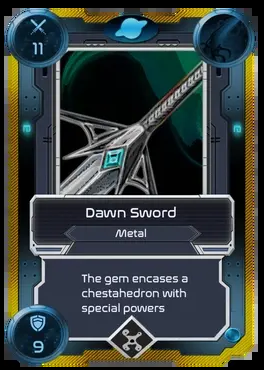 11
Dawn Sword
Metal
The gem encases a
chestahedron with
special powers
9